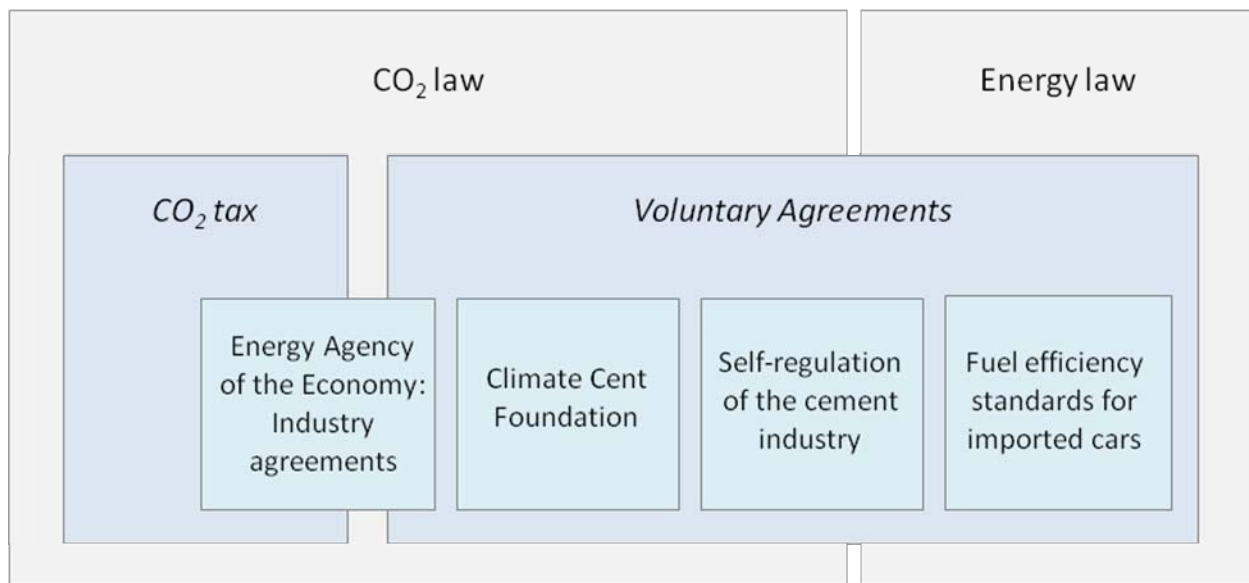 CO₂ law
Energy law
CO₂ tax
Voluntary Agreements
Energy Agency
of the Economy:
Industry
agreements
Climate Cent
Foundation
Self-regulation
of the cement
industry
Fuel efficiency
standards for
imported cars